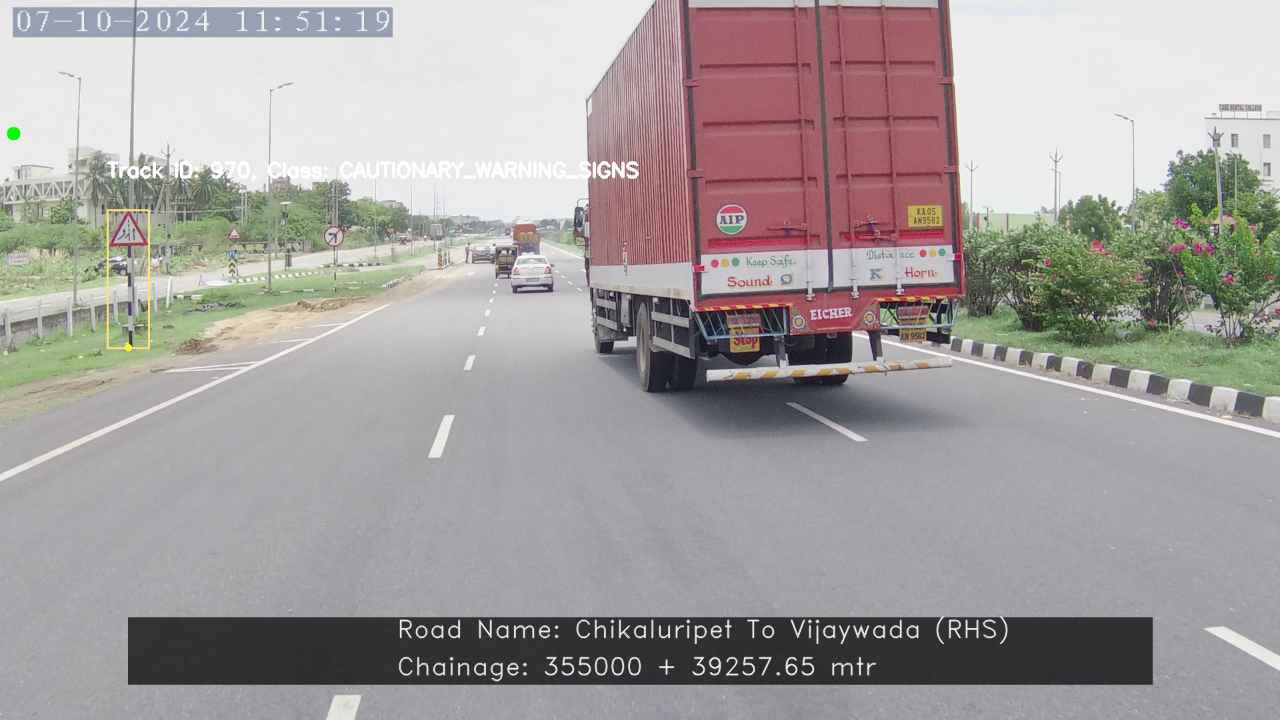 07-10-2024 11:51:19
Track ID: 970, Class: CAUTIONARY_WARNING_SIGNS
AIP
KA05
Keep Safe
Distance
Sound
K
Horn
EICHER
Stop
Road Name: Chikaluripet To Vijaywada (RHS)
Chainage: 355000 + 39257.65 mtr